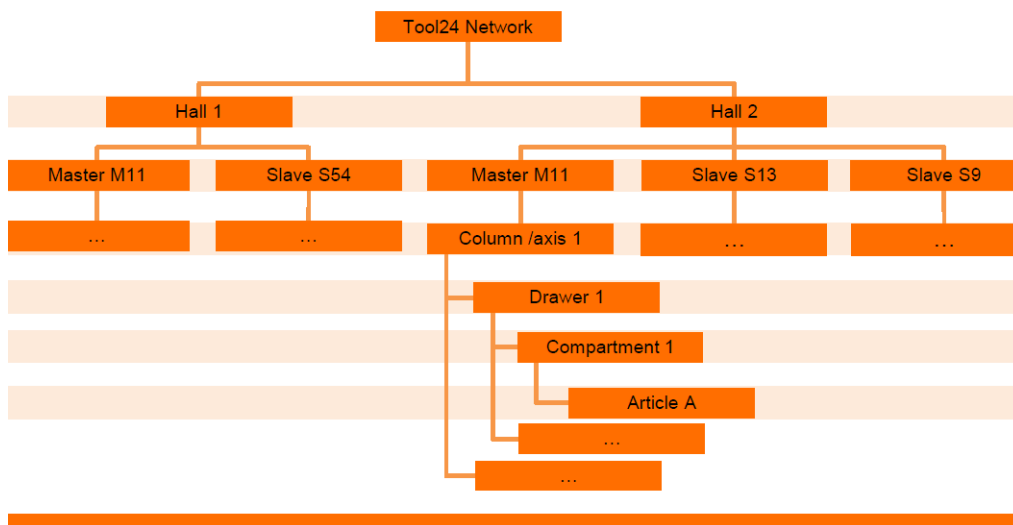 Tool24 Network
Hall 1
Hall 2
Master M11
Slave S54
Master M11
Slave S13
Slave S9
...
...
Column /axis 1
...
...
Drawer 1
Compartment 1
Article A
...
...